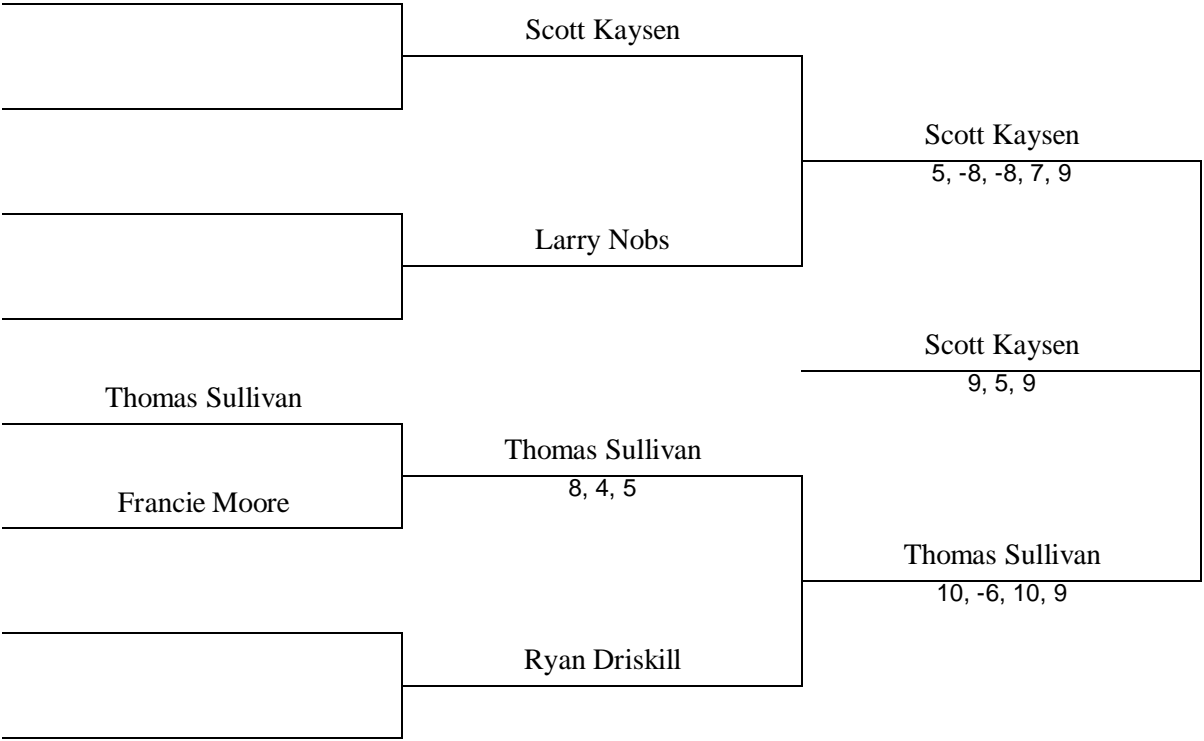 Scott Kaysen
Scott Kaysen
5, -8, -8, 7, 9
Larry Nobs
Scott Kaysen
9, 5, 9
Thomas Sullivan
Thomas Sullivan
8, 4, 5
Francie Moore
Thomas Sullivan
10, -6, 10, 9
Ryan Driskill